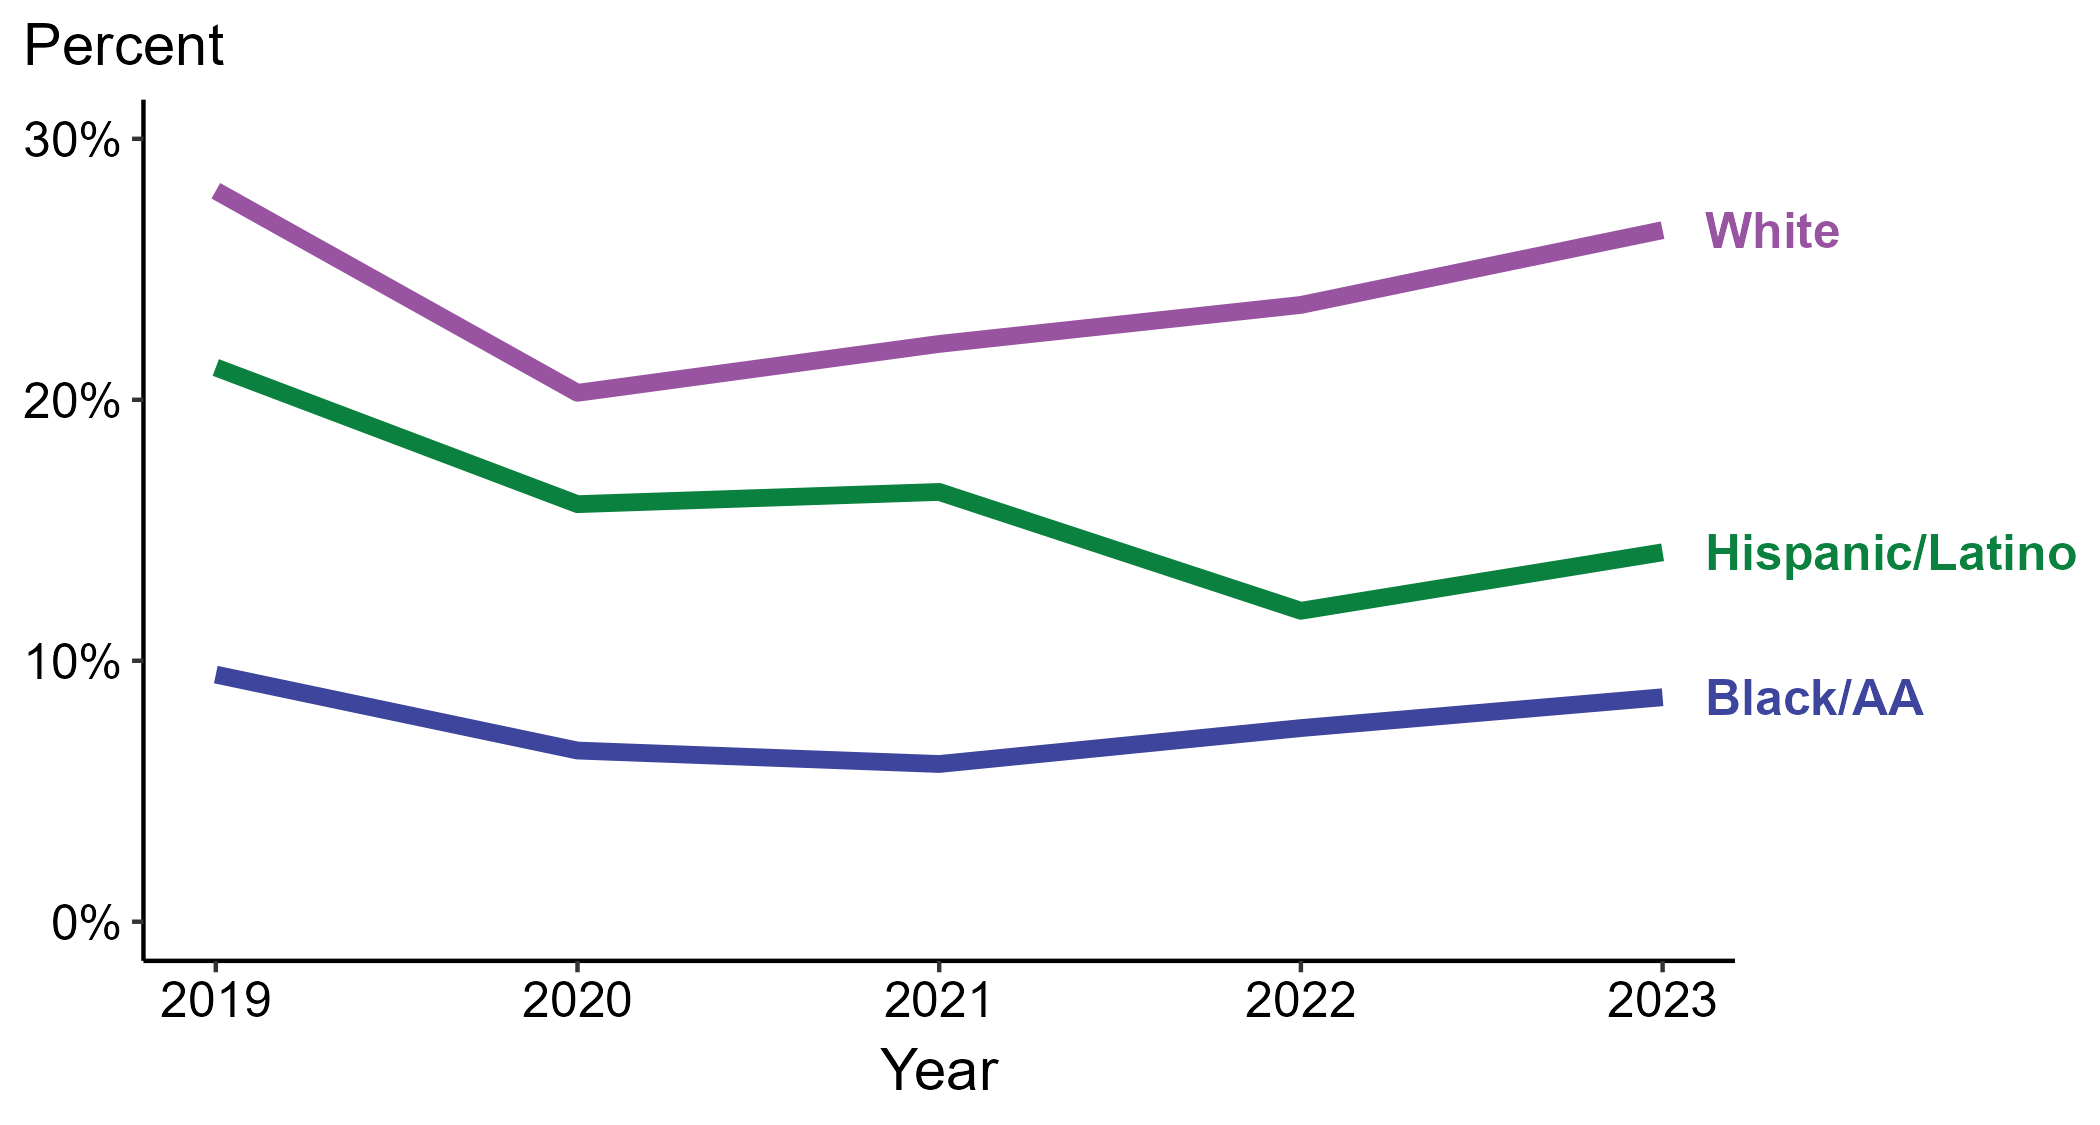 Percent
30%
20%
10%
0%
White
Hispanic/Latino
Black/AA
2019 2020 2021 2022 2023
Year